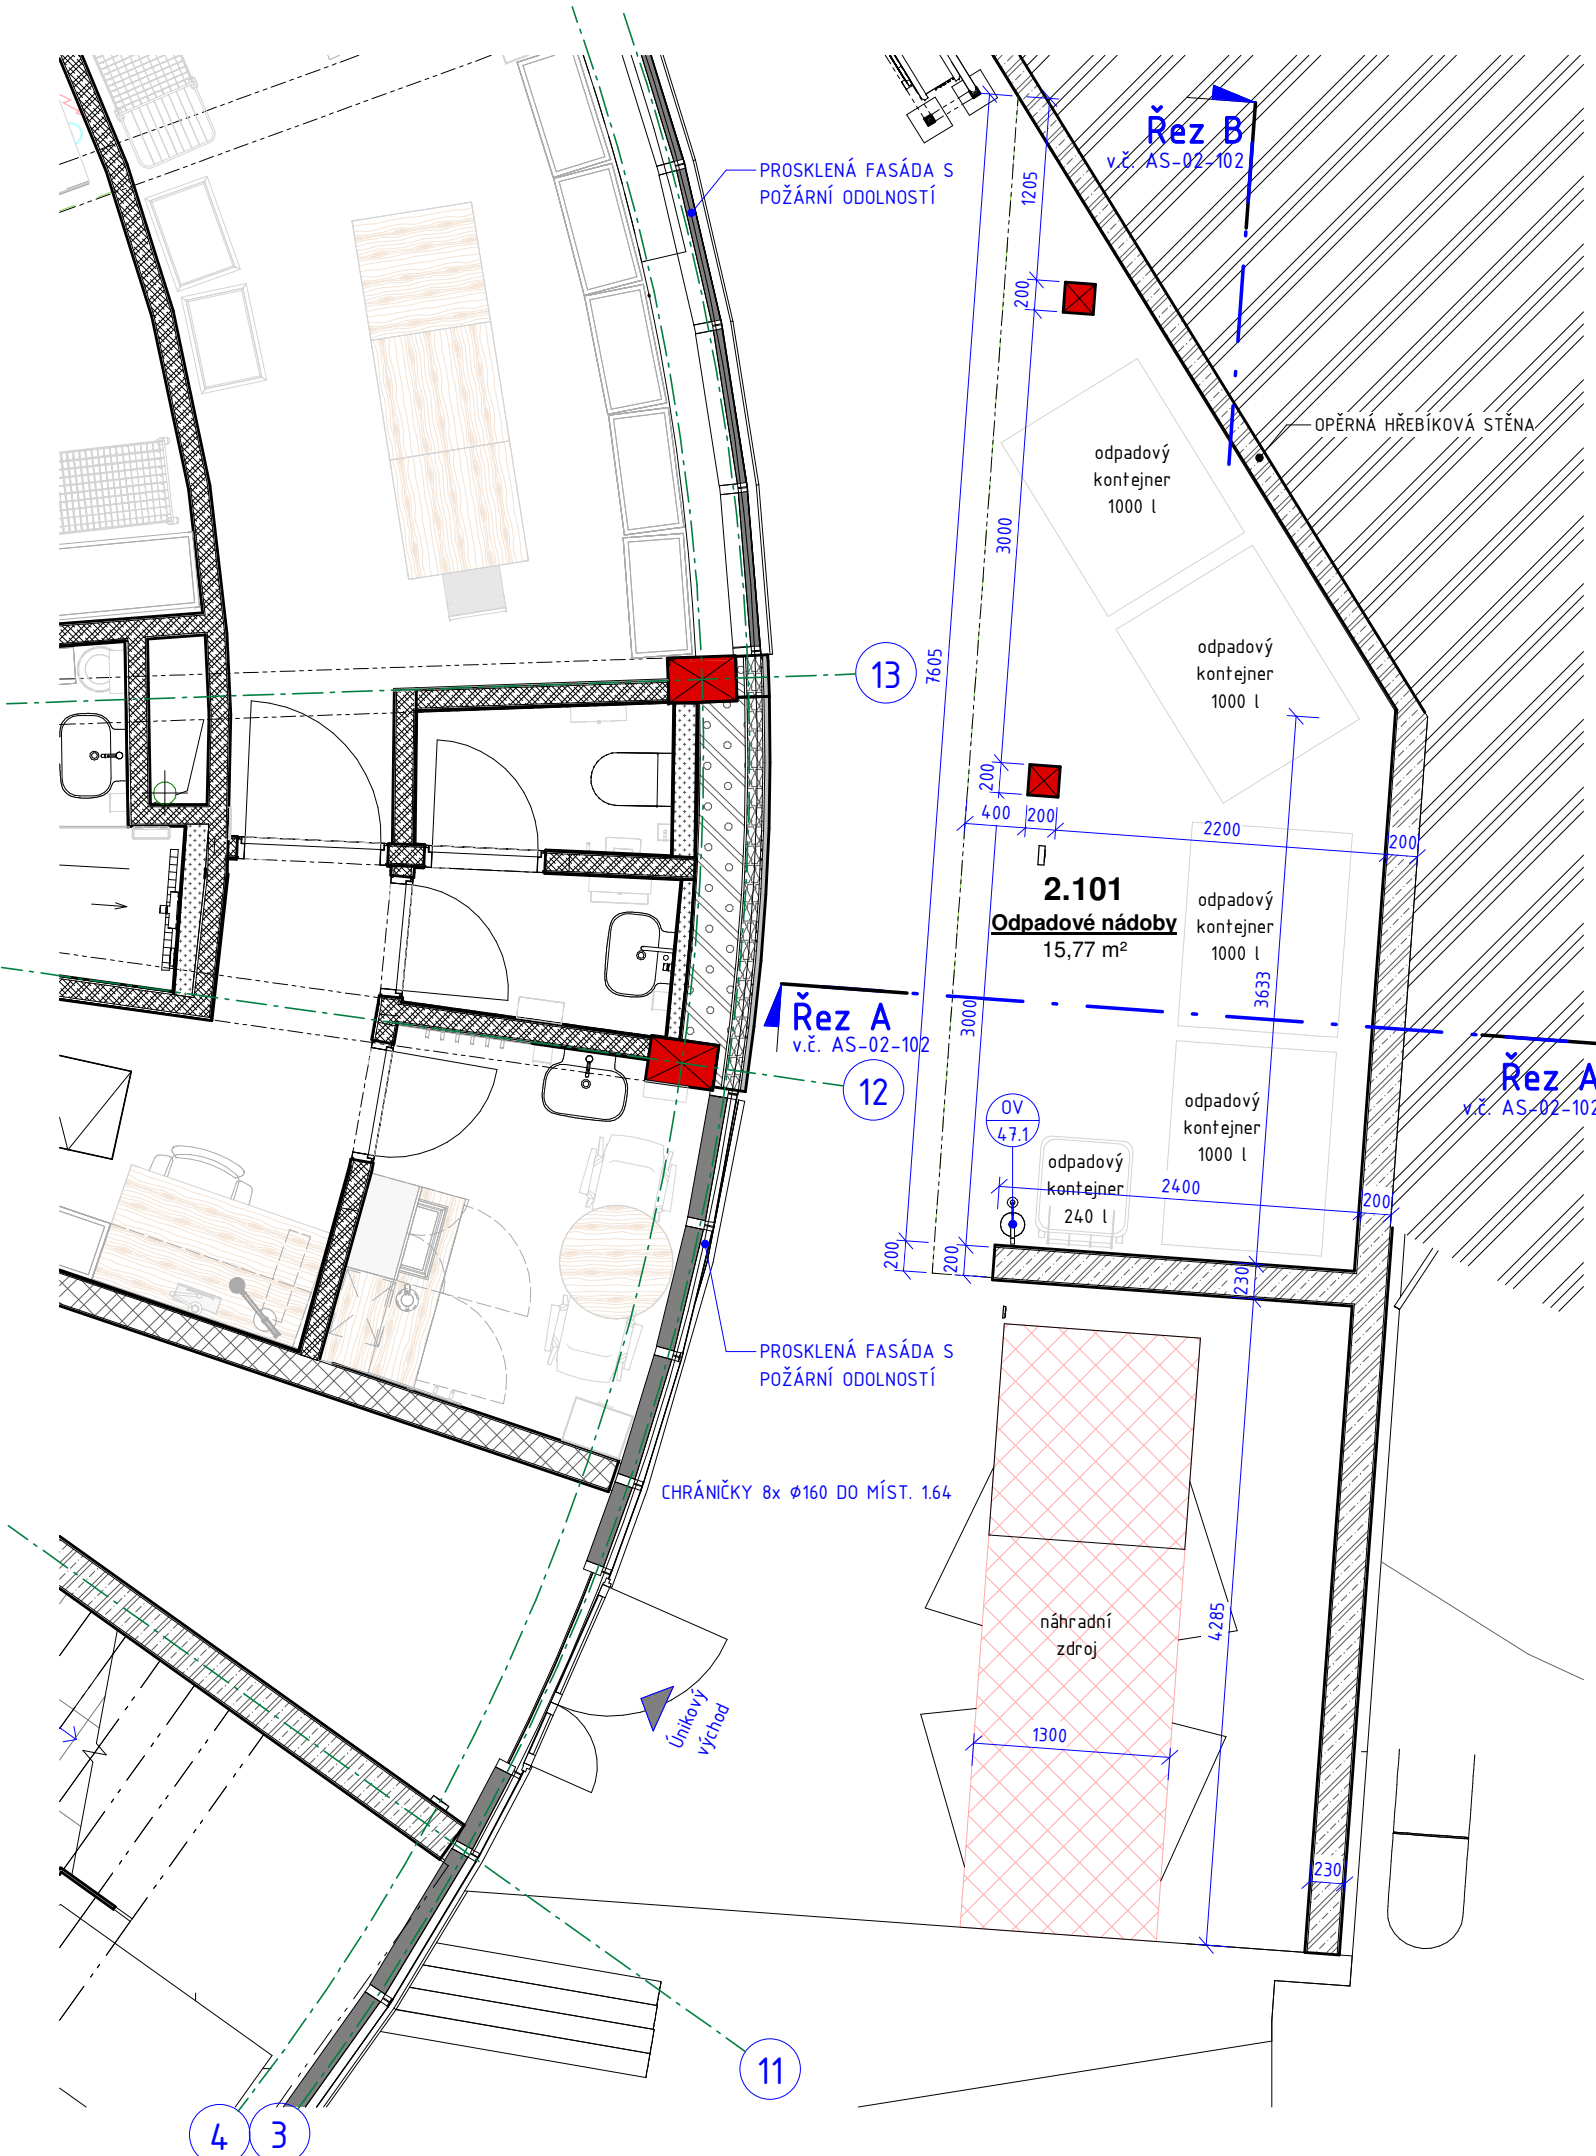 Řez B
v.č. AS-02-102
PROSKLENÁ FASÁDA S
POŽÁRNÍ ODOLNOSTÍ
1205
200
OPĚRNÁ HŘEBÍKOVÁ STĚNA
odpadový
kontejner
1000 l
3000
7605
13
odpadový
kontejner
1000 l
200
400
200
2200
200
2.101
Odpadové nádoby
15,77 m²
odpadový
kontejner
1000 l
3633
3000
Řez A
v.č. AS-02-102
Řez A
v.č. AS-02-102
12
OV
47.1
odpadový
kontejner
1000 l
odpadový
kontejner
240 l
2400
200
200
200
230
PROSKLENÁ FASÁDA S
POŽÁRNÍ ODOLNOSTÍ
CHRÁNIČKY 8x Ø160 DO MÍST. 1.64
náhradní
zdroj
4285
Únikový
východ
1300
230
11
4
3